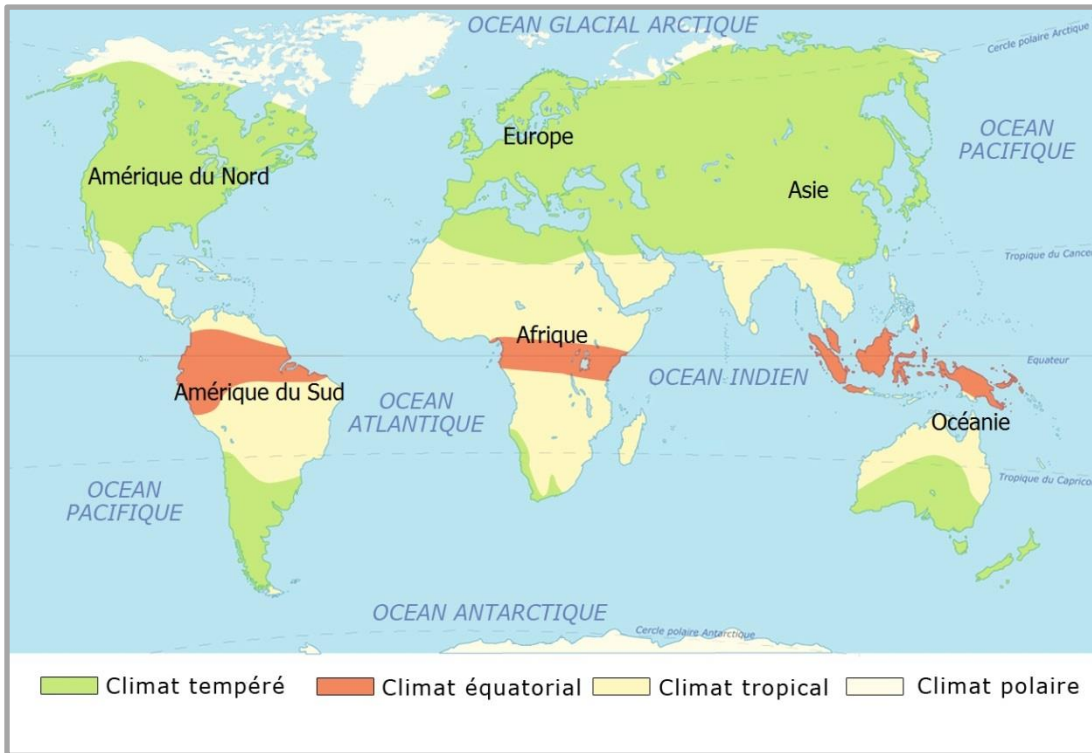 OCEAN GLACIAL ARCTIQUE
Cercle polaire Arctique
Europe
OCEAN
PACIFIQUE
Amérique du Nord
Asie
Tropique du Cancer
Afrique
Equateur
OCEAN INDIEN
Amérique du Sud
OCEAN
ATLANTIQUE
Océanie
OCEAN
PACIFIQUE
Tropique du Caprico
OCEAN ANTARCTIQUE
Cercle polaire Antarctique
Climat tempéré
Climat équatorial
Climat tropical
Climat polaire